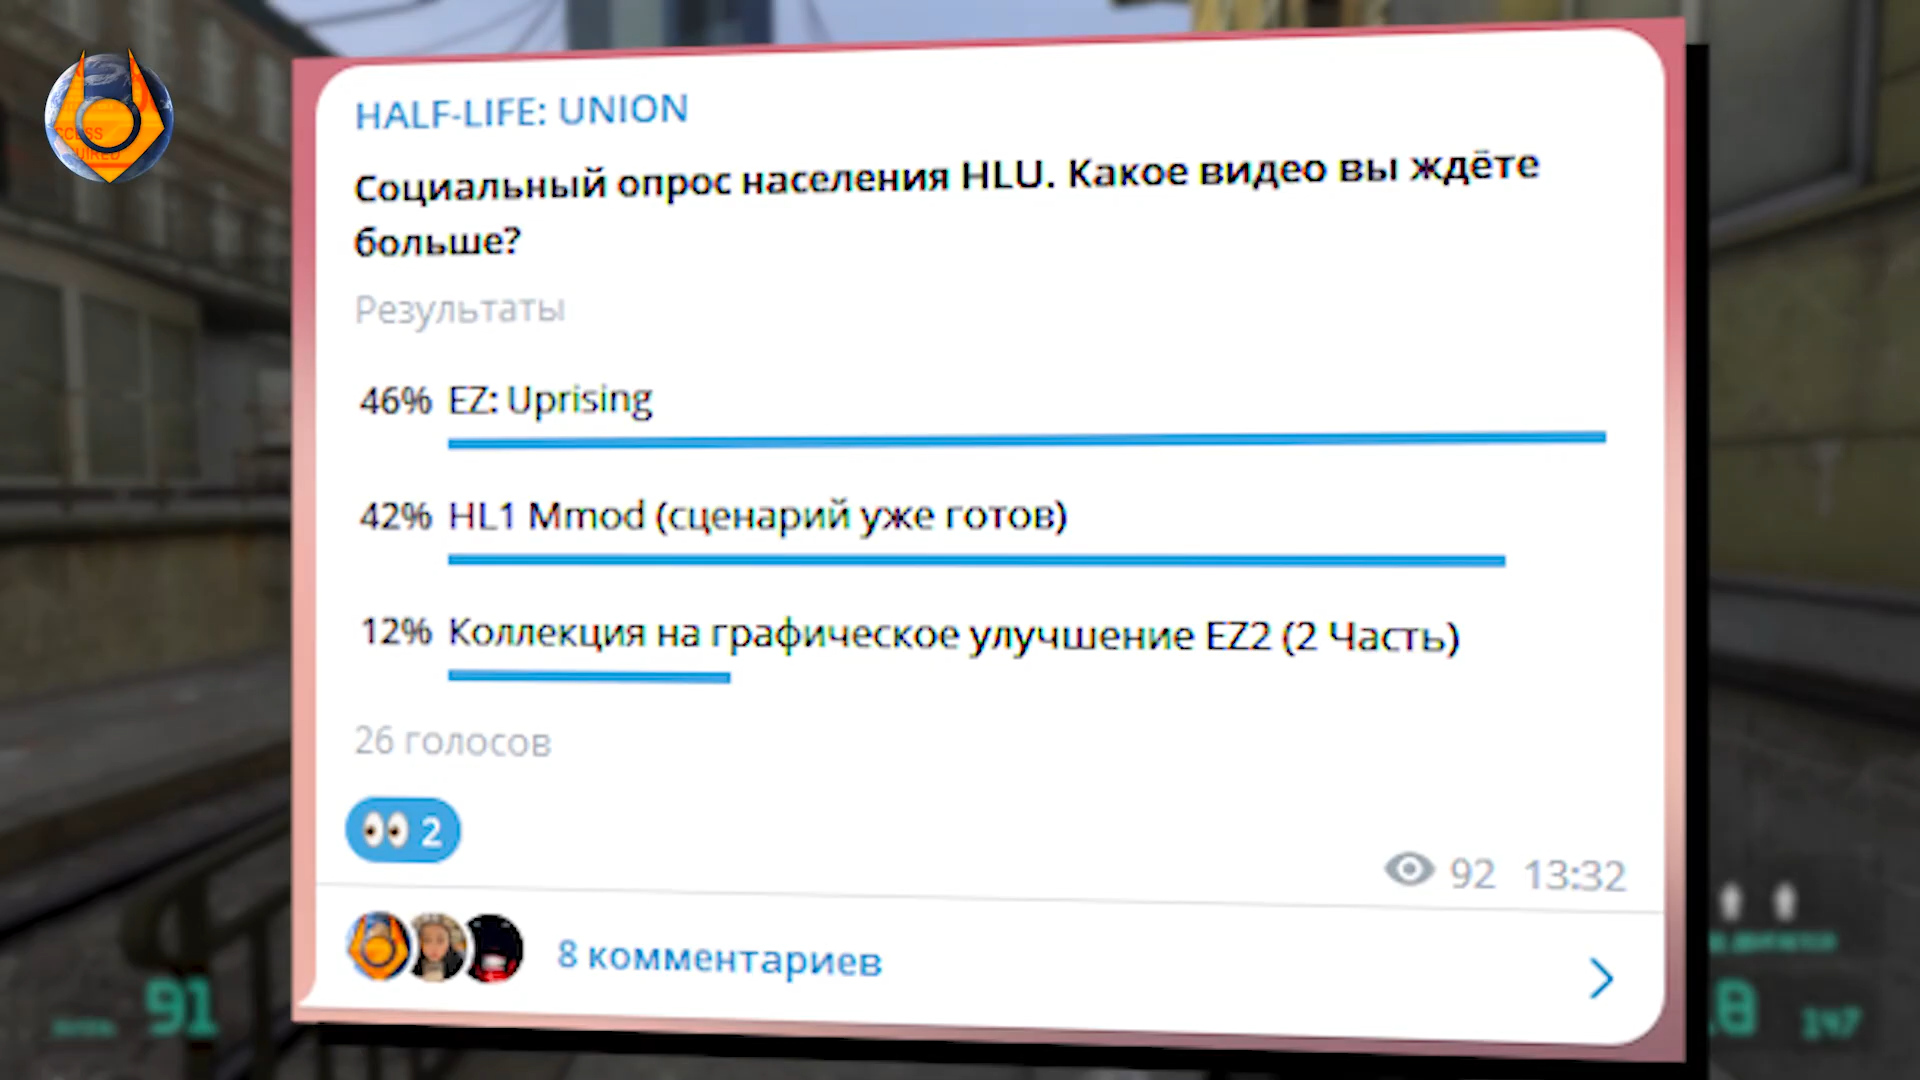 HALF-LIFE: UNION
Социальный опрос населения HLU. Какое видео вы ждёте
больше?
Результаты
46% EZ: Uprising
42% HL1 Mmod (сценарий уже готов)
12% Коллекция на графическое улучшение EZ2 (2 Часть)
26 голосов
2
92 13:32
8 комментариев
91
147